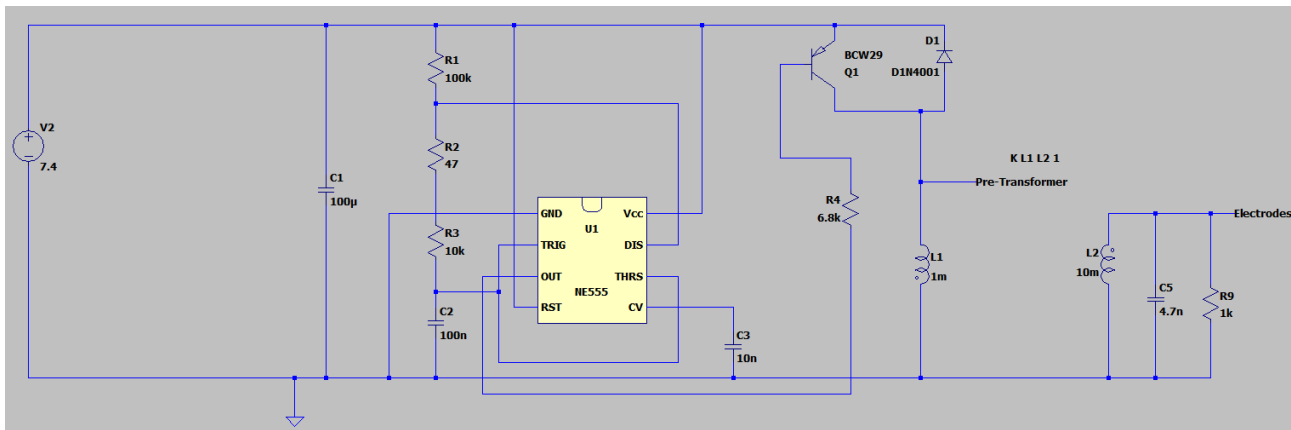 V2
7.4
C1
100µ
R1
100k
R2
47
R3
10k
C2
100n
GND
TRIG
OUT
RST
U1
NE555
Vcc
DIS
THRS
CV
C3
10n
BCW29
Q1
D1
D1N4001
R4
6.8k
K L1 L2 1
Pre-Transformer
L1
1m
L2
10m
C5
4.7n
R9
1k
Electrodes